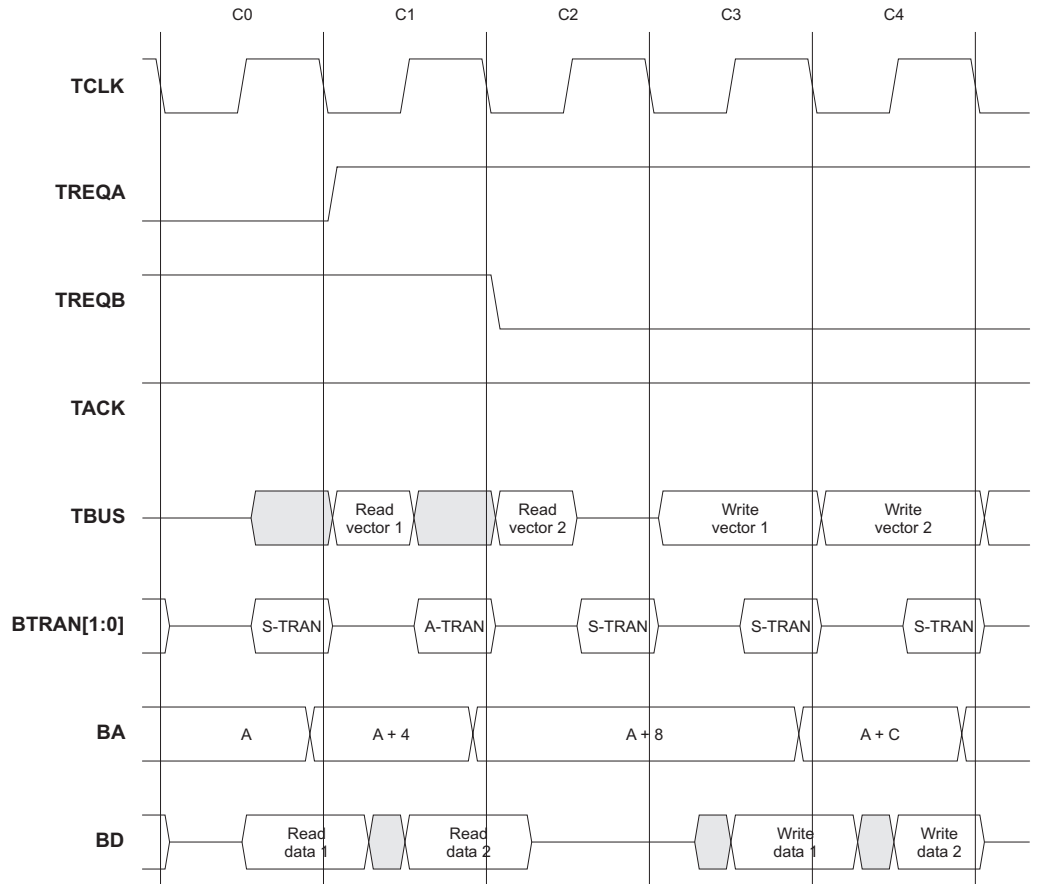 C0 C1 C2 C3 C4
TCLK
TREQA
TREQB
TACK
TBUS
Read
vector 1
Read
vector 2
Write
vector 1
Write
vector 2
BTRAN[1:0]
S-TRAN A-TRAN S-TRAN S-TRAN S-TRAN
BA
A A + 4 A + 8 A + C
BD
Read
data 1
Read
data 2
Write
data 1
Write
data 2